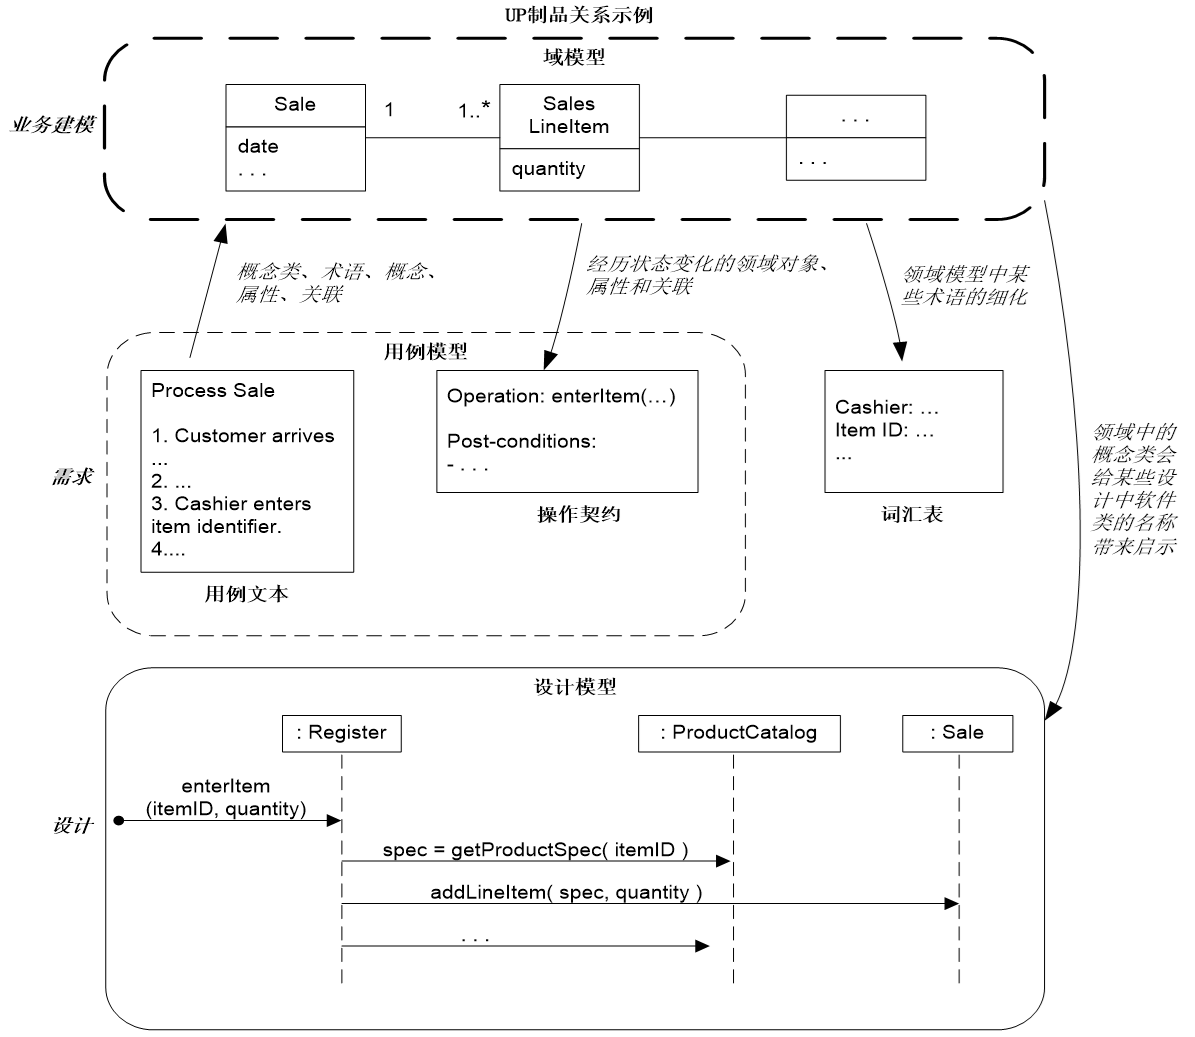 UP制品关系示例
域模型
业务建模
Sale
date
. . .
1
1..*
Sales
LineItem
quantity
. . .
. . .
概念类、术语、概念、
属性、关联
经历状态变化的领域对象、
属性和关联
领域模型中某
些术语的细化
用例模型
需求
Process Sale
1. Customer arrives
...
2. ...
3. Cashier enters
item identifier.
4....
用例文本
Operation: enterItem(…)
Post-conditions:
- . . .
操作契约
Cashier: …
Item ID: …
...
词汇表
领域中的
概念类会
给某些设
计中软件
类的名称
带来启示
设计模型
设计
: Register
: ProductCatalog
: Sale
enterItem
(itemID, quantity)
spec = getProductSpec( itemID )
addLineItem( spec, quantity )
. . .